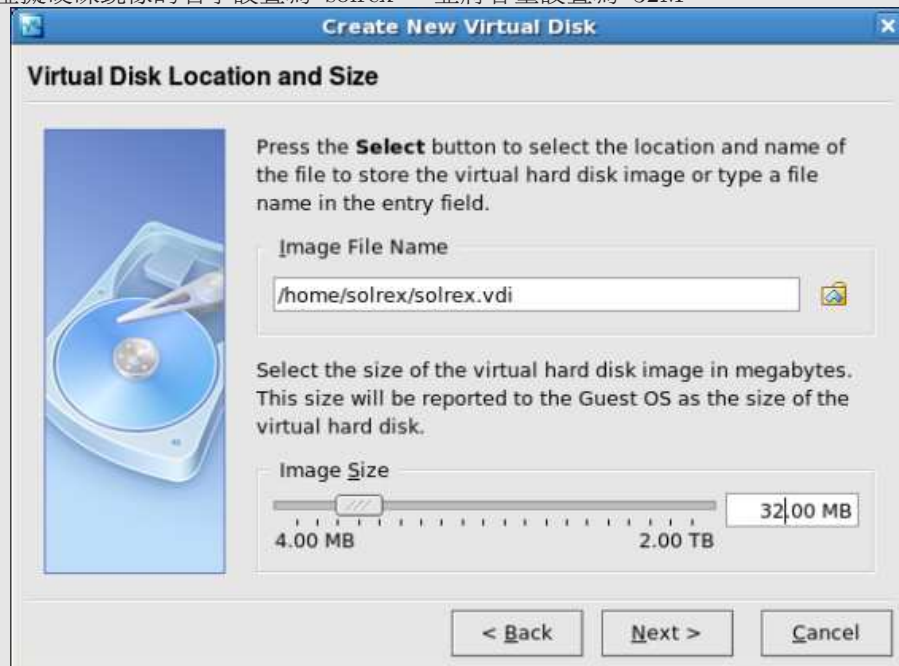 solrex 32M
Create New Virtual Disk
Virtual Disk Location and Size
Press the Select button to select the location and name of
the file to store the virtual hard disk image or type a file
name in the entry field.
Image File Name
/home/solrex/solrex.vdi
Select the size of the virtual hard disk image in megabytes.
This size will be reported to the Guest OS as the size of the
virtual hard disk.
Image Size
32.00 MB
4.00 MB 2.00 TB
< Back Next > Cancel